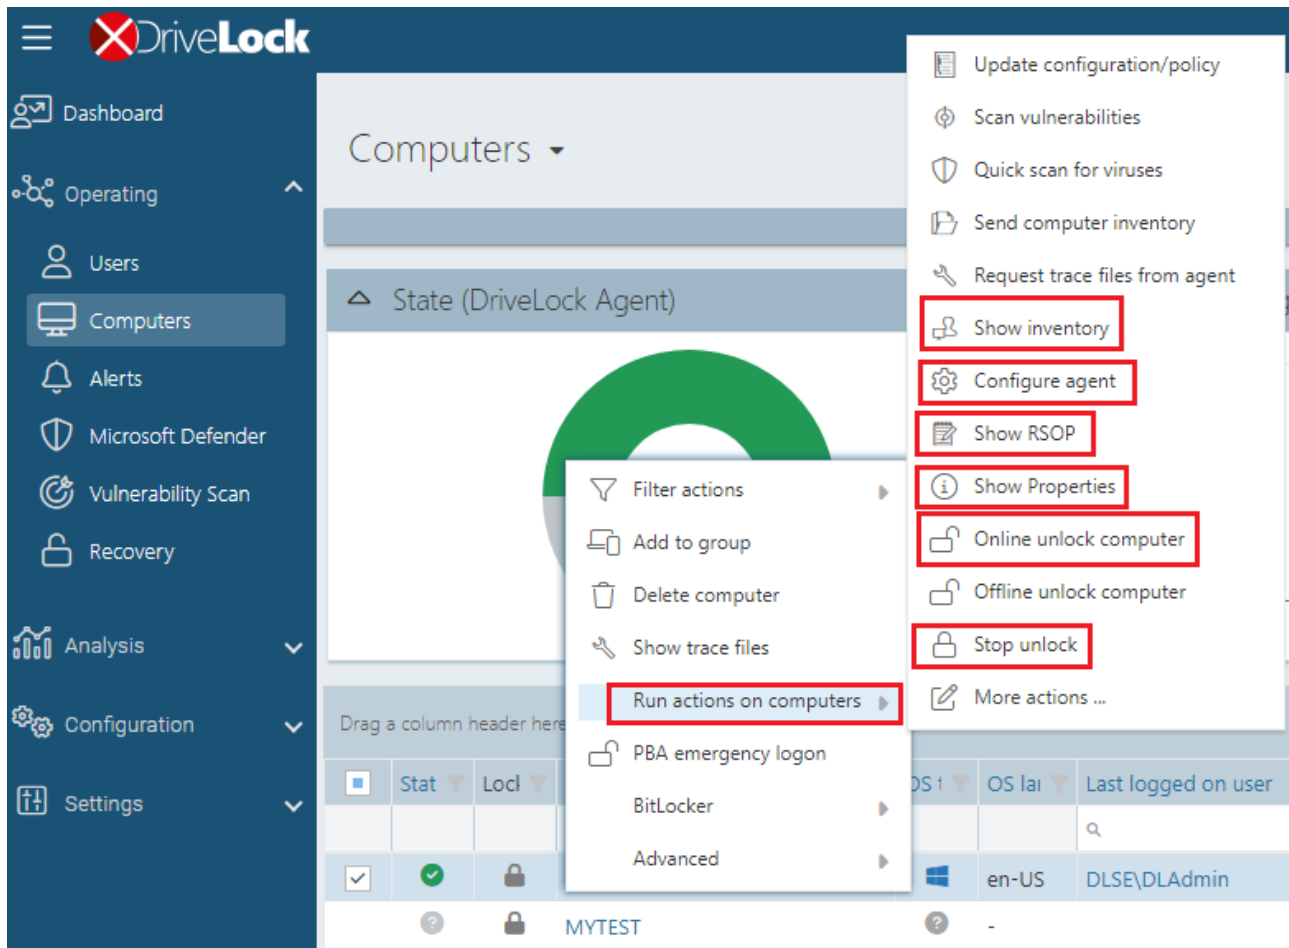 DriveLock
Dashboard
Operating
Users
Computers
Alerts
Microsoft Defender
Vulnerability Scan
Recovery
Analysis
Configuration
Settings
Computers
State (DriveLock Agent)
Filter actions
Add to group
Delete computer
Show trace files
Run actions on computers
PBA emergency logon
BitLocker
Advanced
Update configuration/policy
Scan vulnerabilities
Quick scan for viruses
Send computer inventory
Request trace files from agent
Show inventory
Configure agent
Show RSOP
Show Properties
Online unlock computer
Offline unlock computer
Stop unlock
More actions ...
Drag a column header here
Stat Lock OS t OS lan Last logged on user
en-US DLSE\DLAdmin
MYTEST -